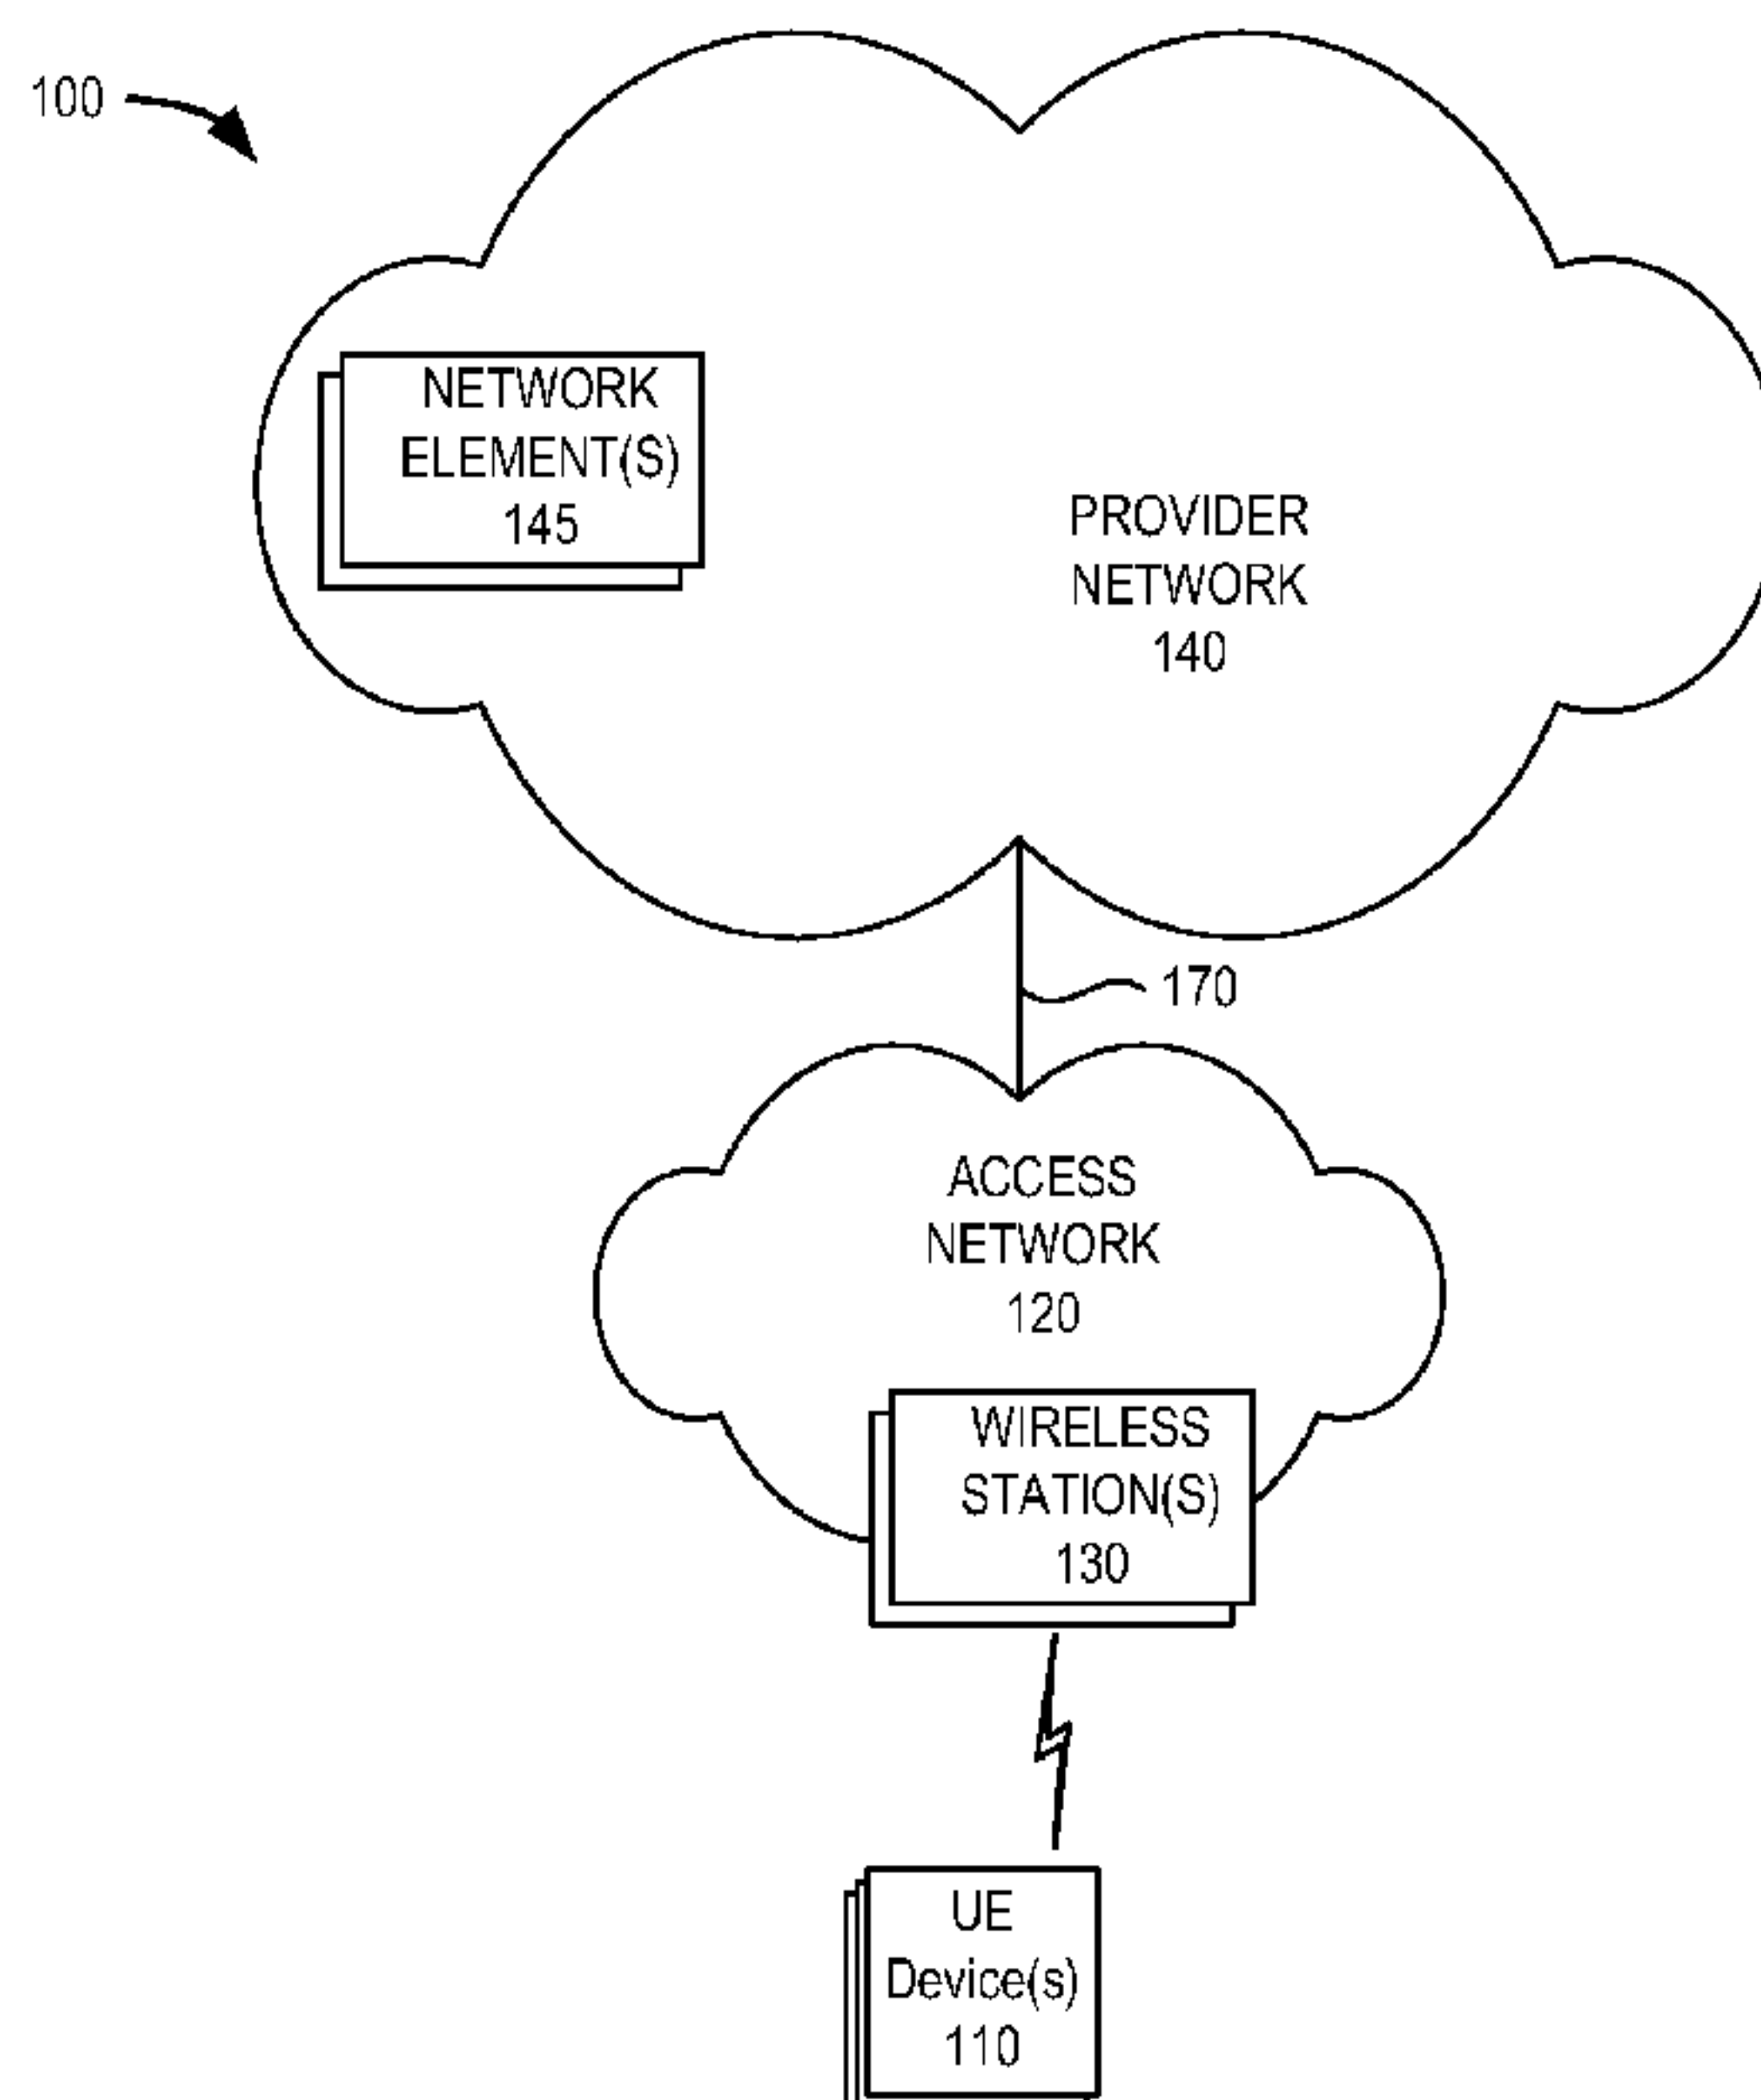 100
NETWORK
ELEMENT(S)
145
PROVIDER
NETWORK
140
170
ACCESS
NETWORK
120
WIRELESS
STATION(S)
130
UE
Device(s)
110